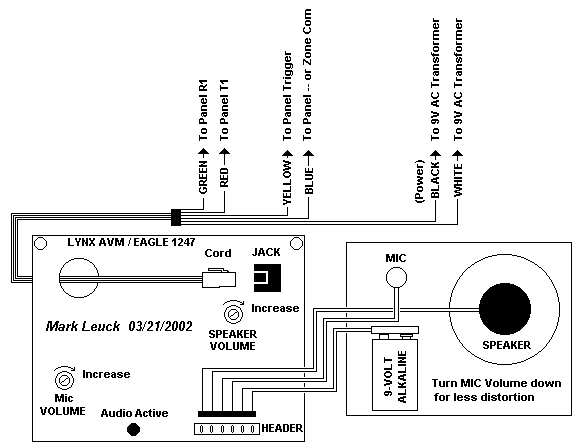 GREEN To Panel R1
RED To Panel T1
YELLOW To Panel Trigger
BLUE To Panel -- or Zone Com
(Power)
BLACK To 9V AC Transformer
WHITE To 9V AC Transformer
LYNX AVM / EAGLE 1247
Cord
JACK
MIC
Increase
SPEAKER
VOLUME
Mark Leuck 03/21/2002
SPEAKER
Increase
Mic
VOLUME
9-VOLT
ALKALINE
Turn MIC Volume down
for less distortion
Audio Active
HEADER